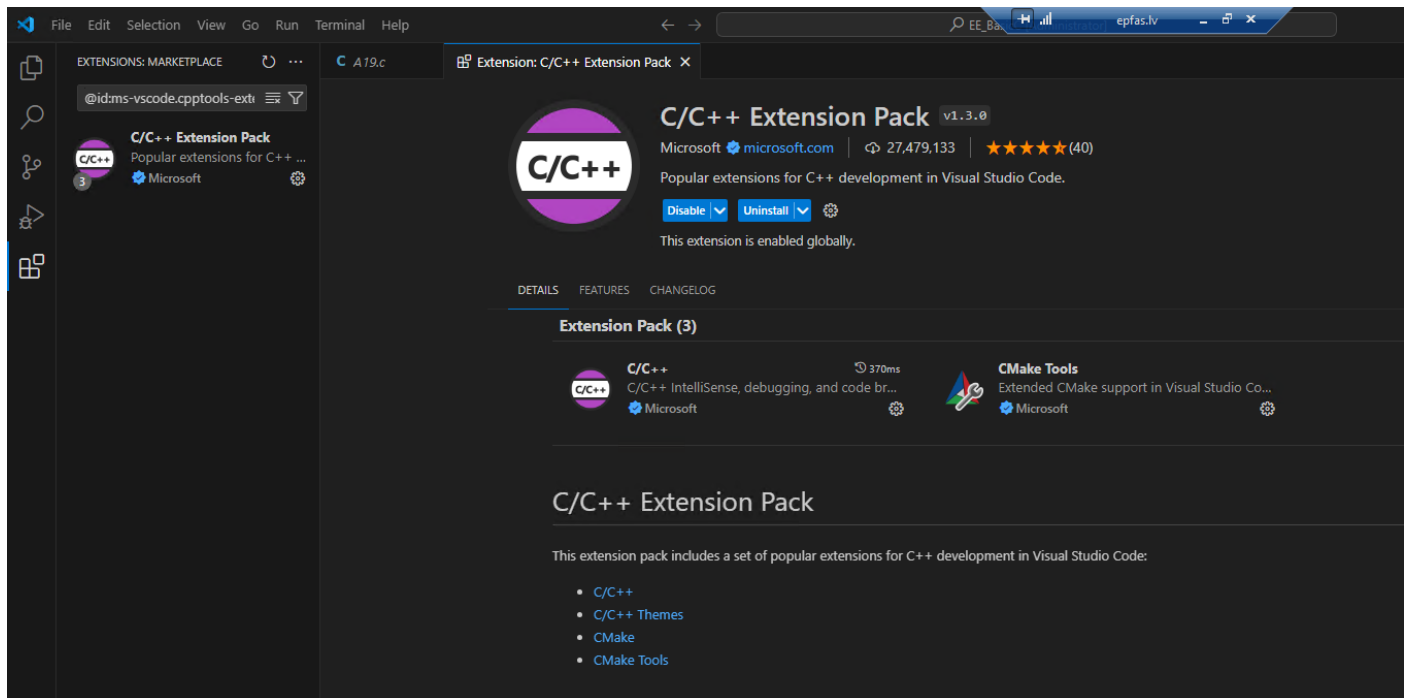 File Edit Selection View Go Run Terminal Help
EE_Ba
epfas.lv
EXTENSIONS: MARKETPLACE
@id:ms-vscode.cpptools-exte
C/C++
3
C/C++ Extension Pack
Popular extensions for C++ ...
Microsoft
C A19.c
Extension: C/C++ Extension Pack
C/C++
C/C++ Extension Pack v1.3.0
Microsoft microsoft.com 27,479,133 (40)
Popular extensions for C++ development in Visual Studio Code.
Disable Uninstall
This extension is enabled globally.
DETAILS FEATURES CHANGELOG
Extension Pack (3)
C/C++
C/C++ 370ms
C/C++ IntelliSense, debugging, and code br...
Microsoft
CMake Tools
Extended CMake support in Visual Studio Co...
Microsoft
C/C++ Extension Pack
This extension pack includes a set of popular extensions for C++ development in Visual Studio Code:
• C/C++
• C/C++ Themes
• CMake
• CMake Tools